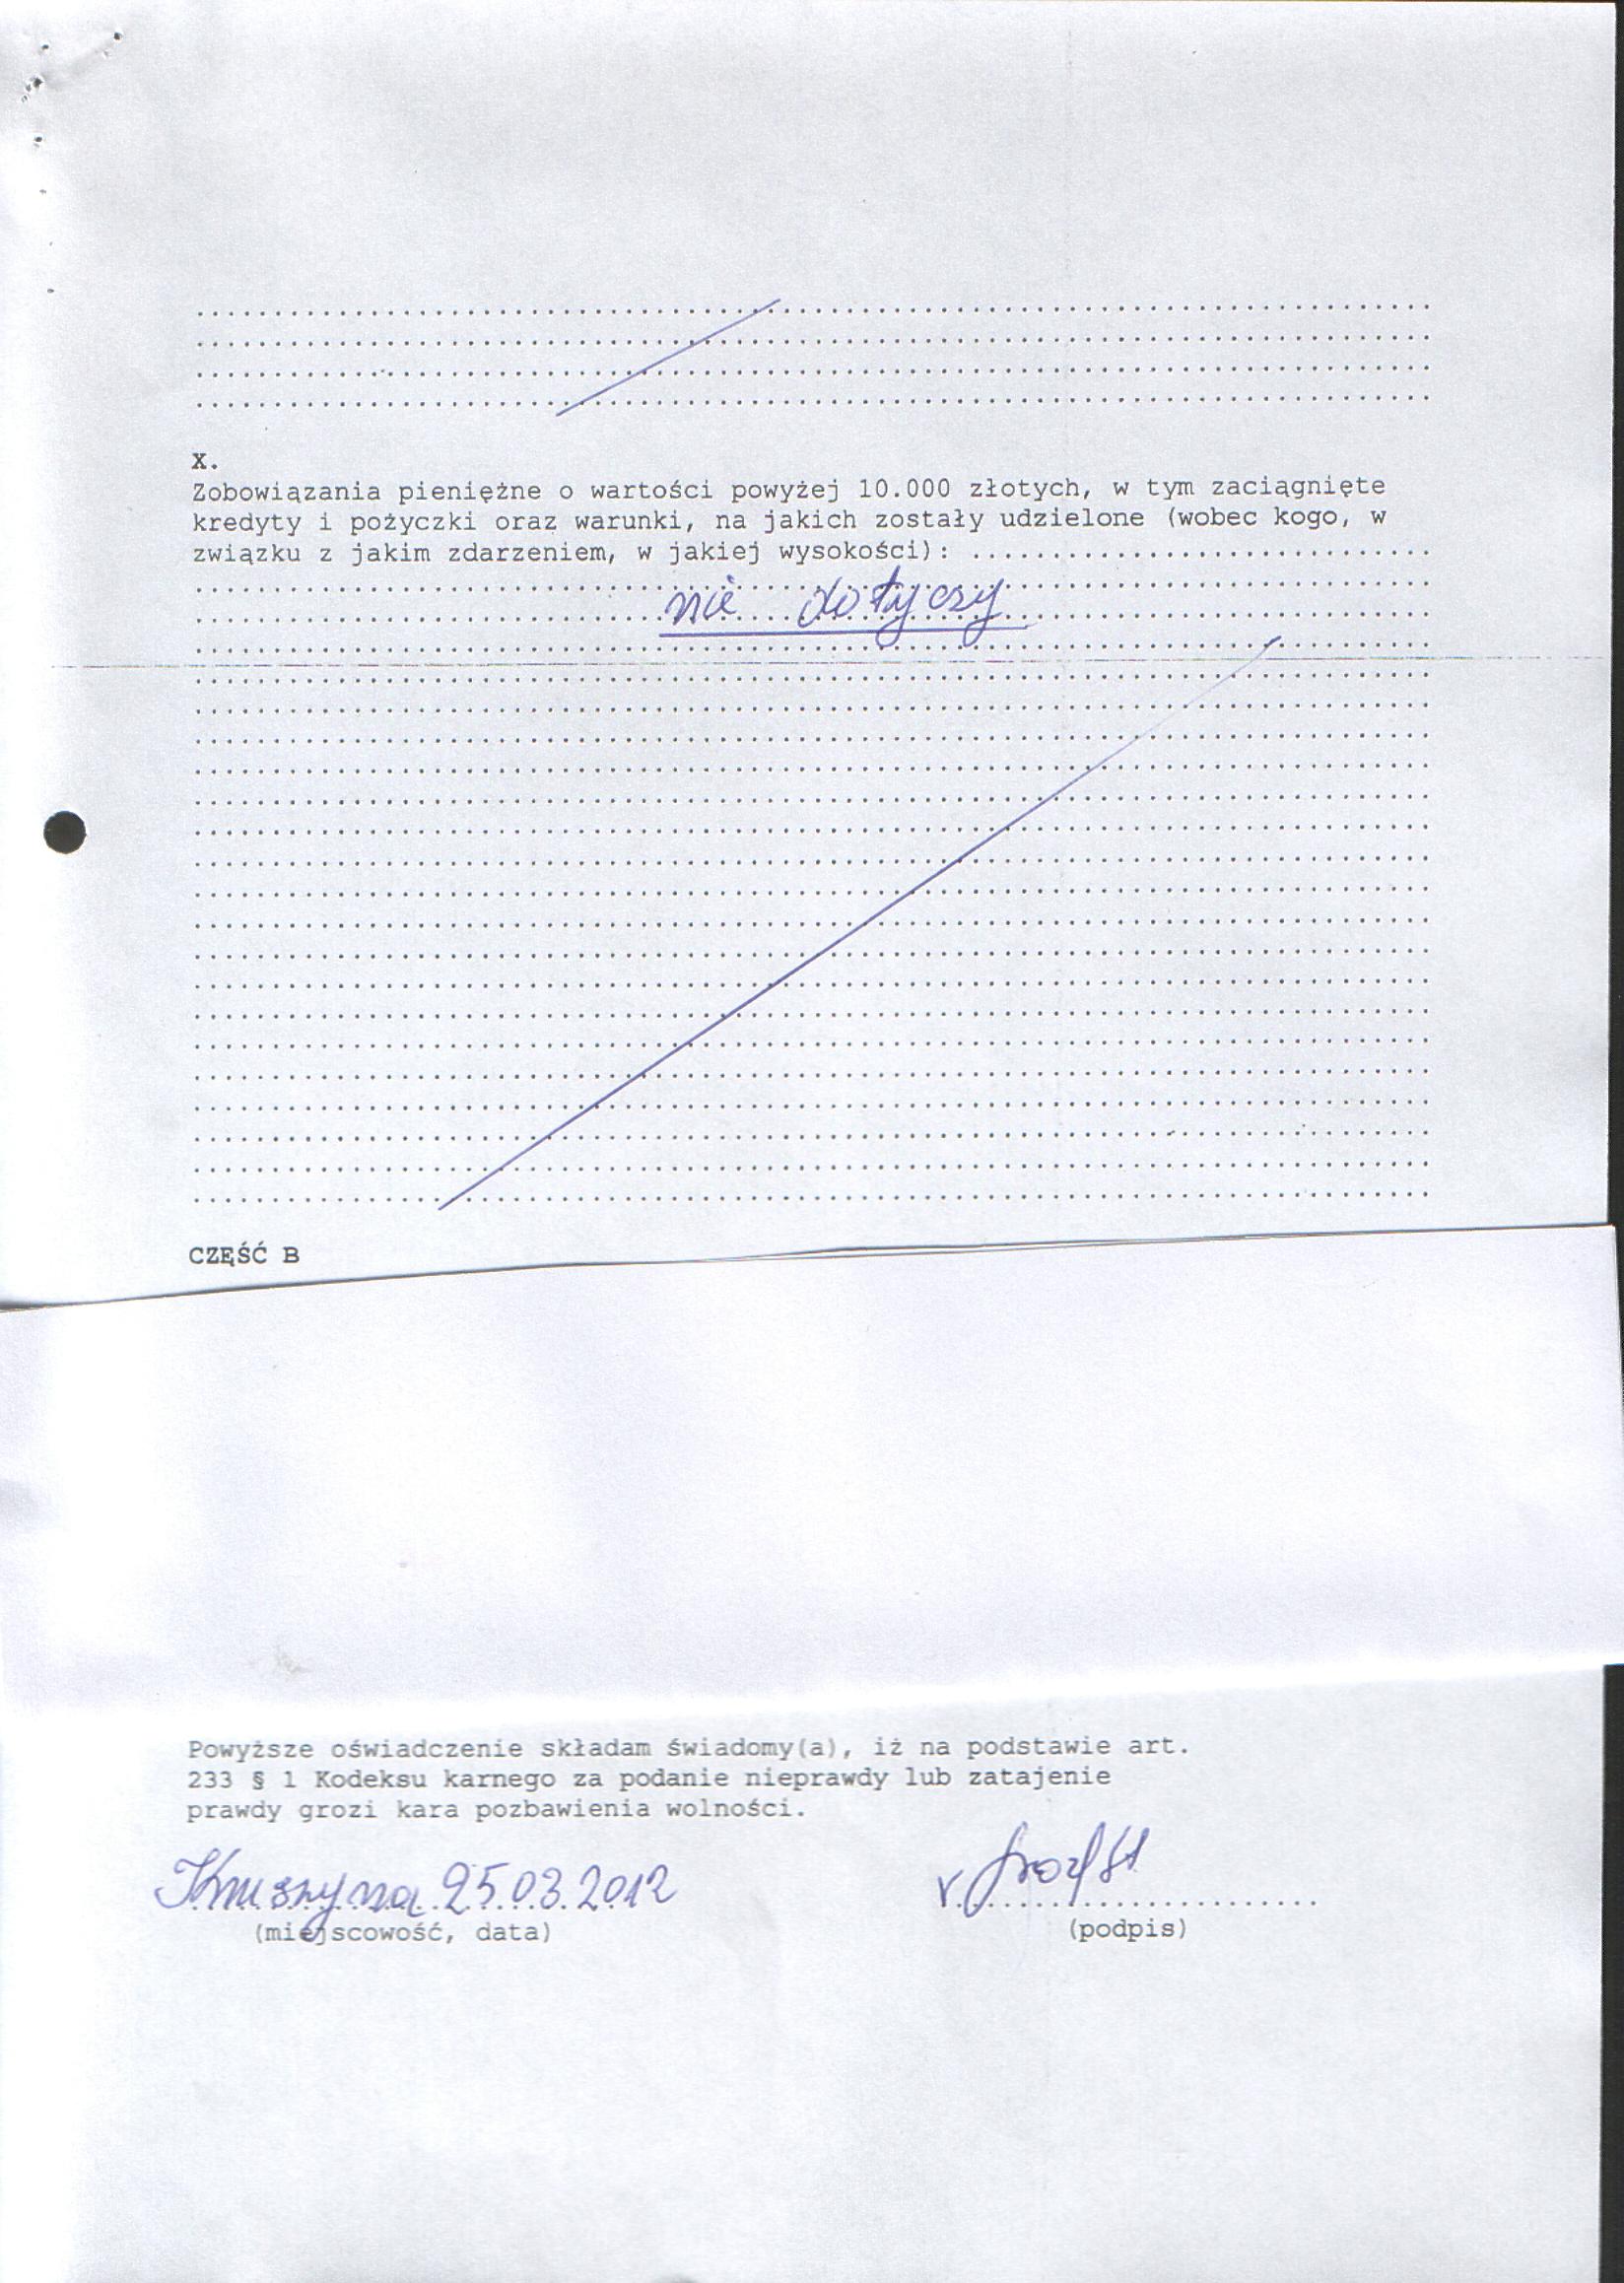 X.
Zobowiązania pieniężne o wartości powyżej 10.000 złotych, w tym zaciągnięte
kredyty i pożyczki oraz warunki, na jakich zostały udzielone (wobec kogo, w
związku z jakim zdarzeniem, w jakiej wysokości): ..............................
nie dotyczy
CZĘŚĆ B
Powyższe oświadczenie składam świadomy(a), iż na podstawie art.
233 § 1 Kodeksu karnego za podanie nieprawdy lub zatajenie
prawdy grozi kara pozbawienia wolności.
Kruszyna 25.03.2012
(miejscowość, data) (podpis)